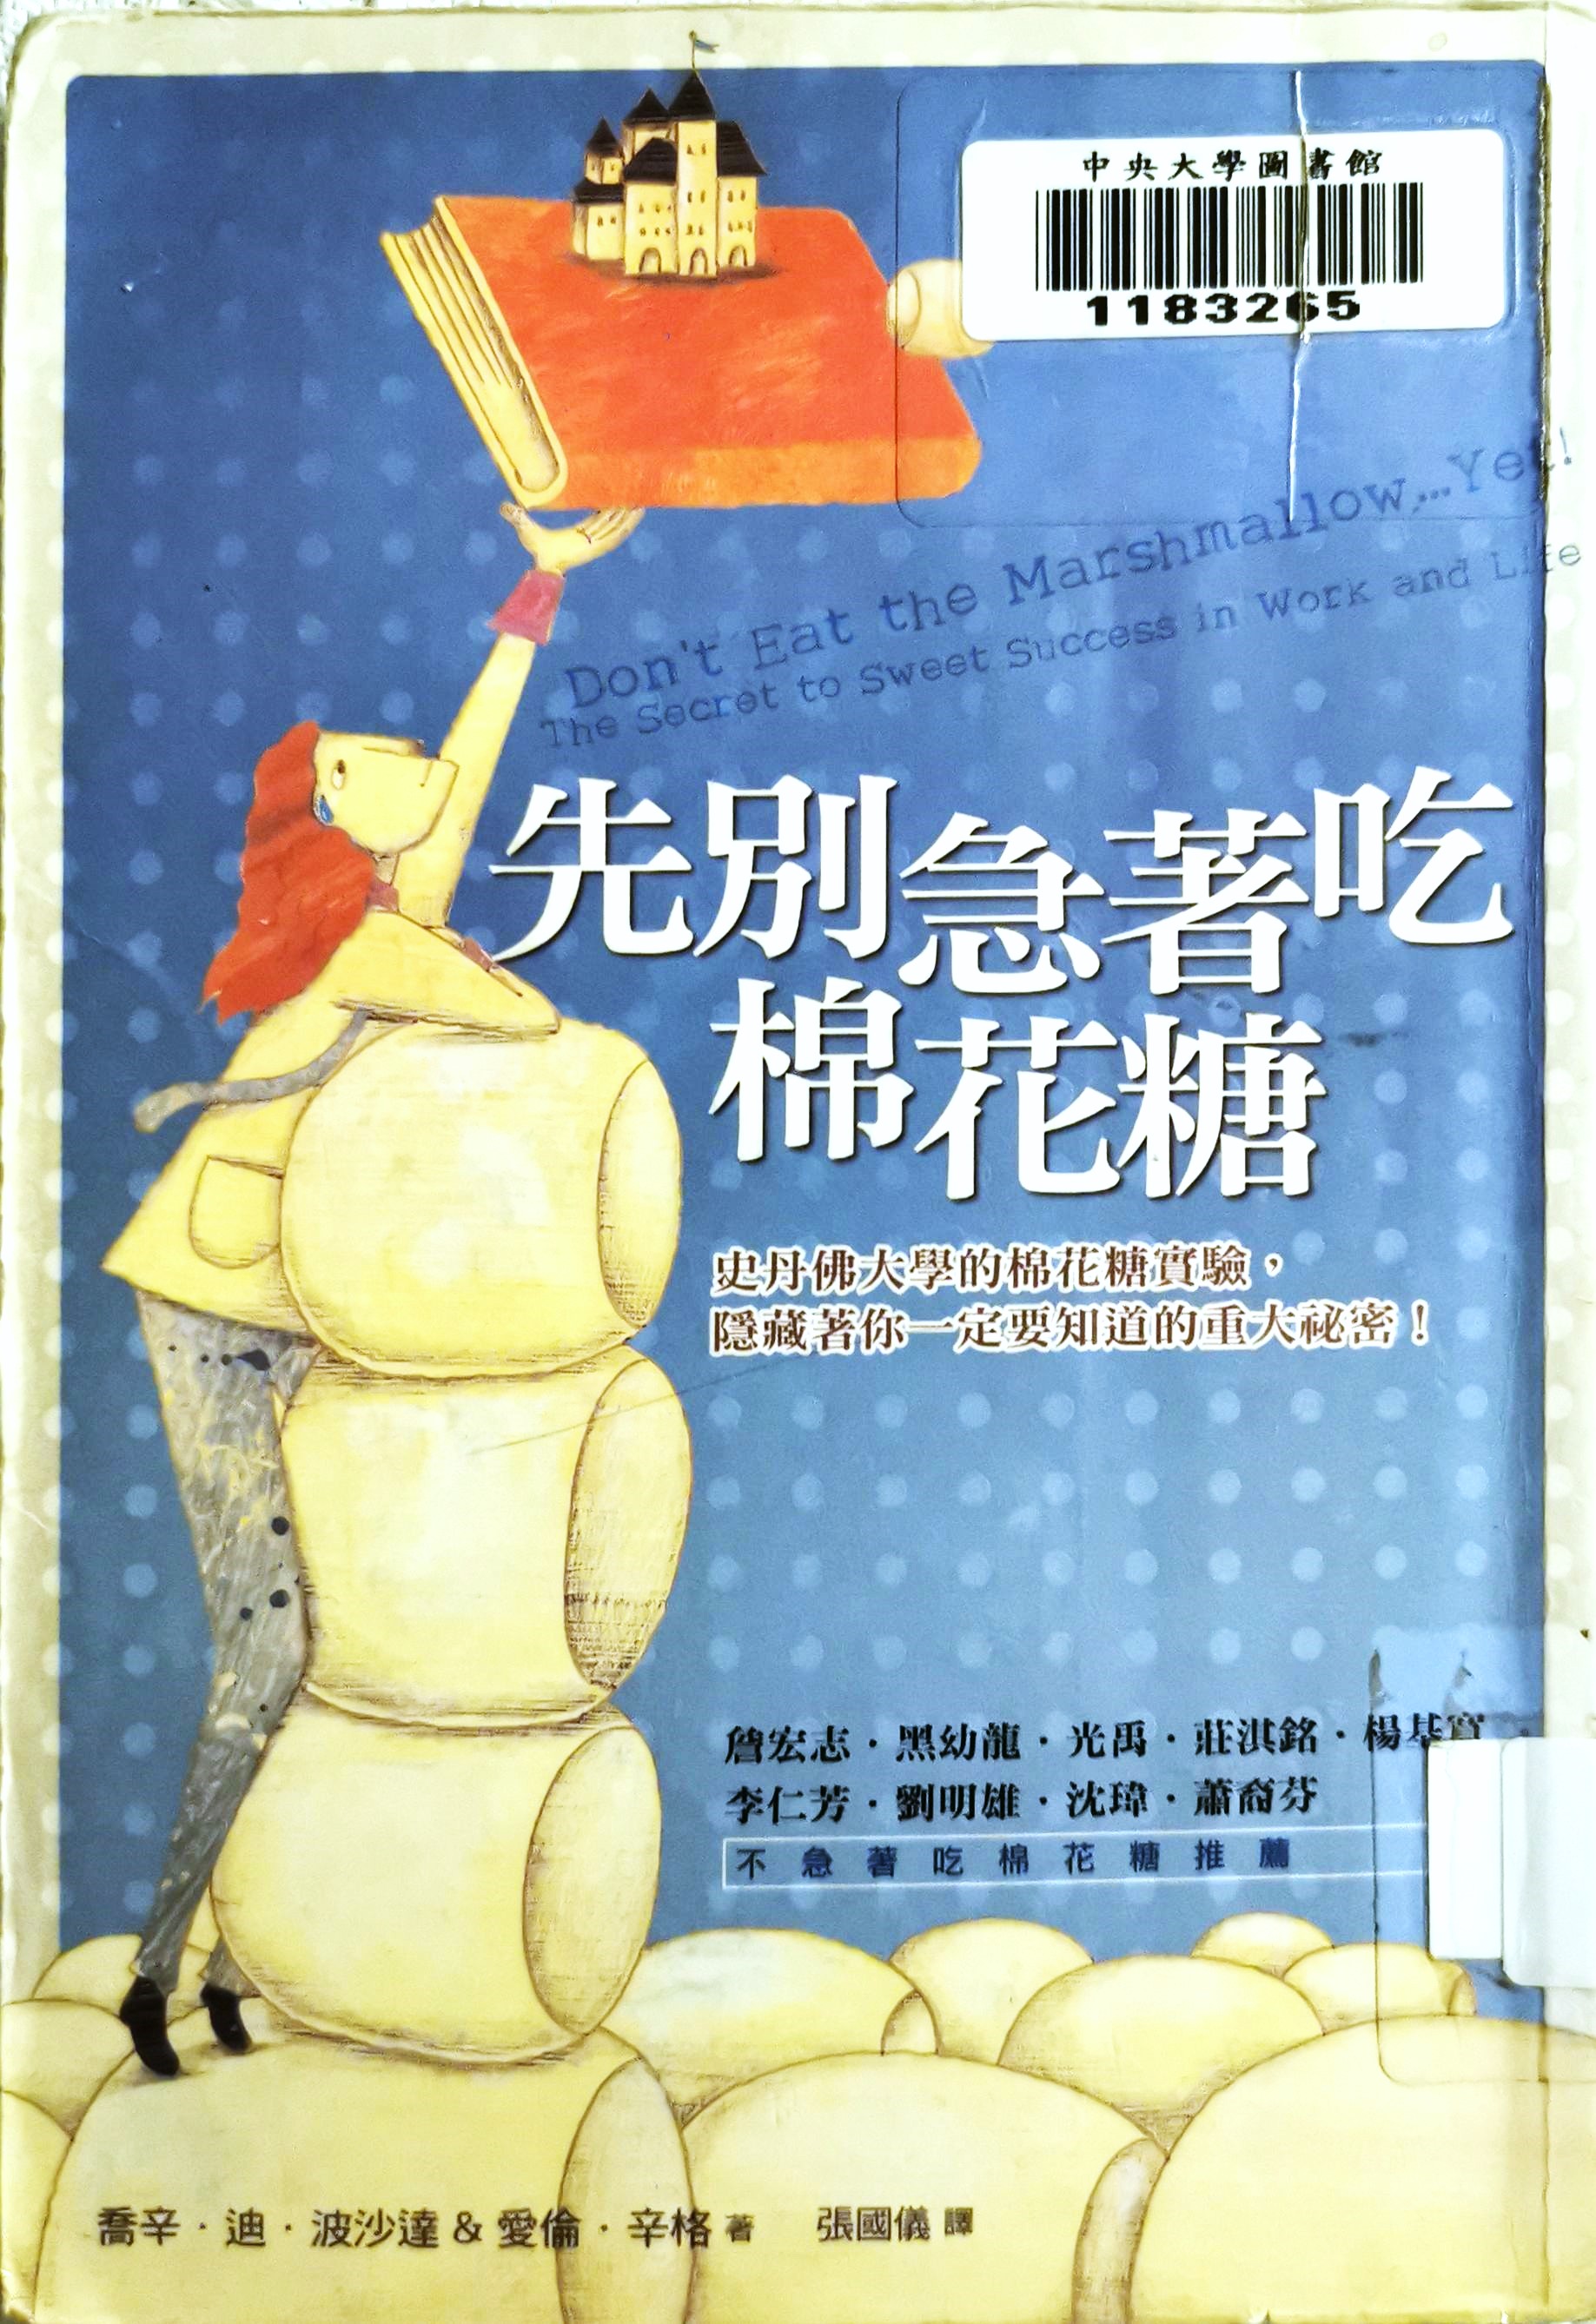 中央大學圖書館
1183265
Don't Eat the Marshmallow...Yet!
The Secret to Sweet Success in Work and Life
先別急著吃
棉花糖
史丹佛大學的棉花糖實驗，
隱藏著你一定要知道的重大祕密！
詹宏志・黑幼龍・光禹・莊淇銘・楊基寬
李仁芳・劉明雄・沈瑋・蕭裔芬
不急著吃棉花糖推薦
喬辛・迪・波沙達&愛倫・辛格 著 張國儀 譯